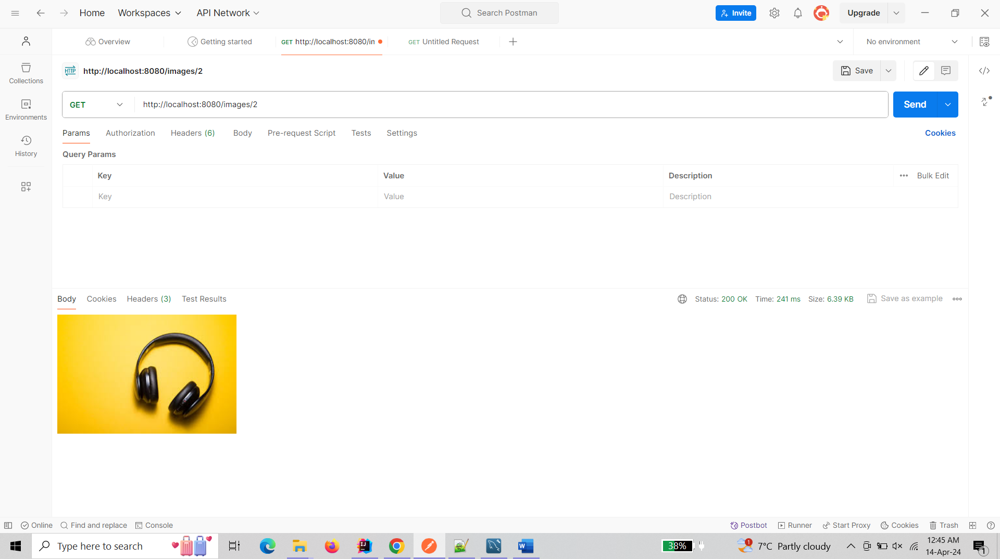 Home Workspaces API Network Search Postman Invite Upgrade
Overview Getting started GET http://localhost:8080/in GET Untitled Request No environment
HTTP http://localhost:8080/images/2 Save
Collections
Environments
History
GET http://localhost:8080/images/2 Send
Params Authorization Headers (6) Body Pre-request Script Tests Settings Cookies
Query Params
Key Value Description Bulk Edit
Key Value Description
Body Cookies Headers (3) Test Results Status: 200 OK Time: 241 ms Size: 6.39 KB Save as example
Online Find and replace Console Postbot Runner Start Proxy Cookies Trash
Type here to search 38% 1 7°C Partly cloudy 12:45 AM
14-Apr-24 1